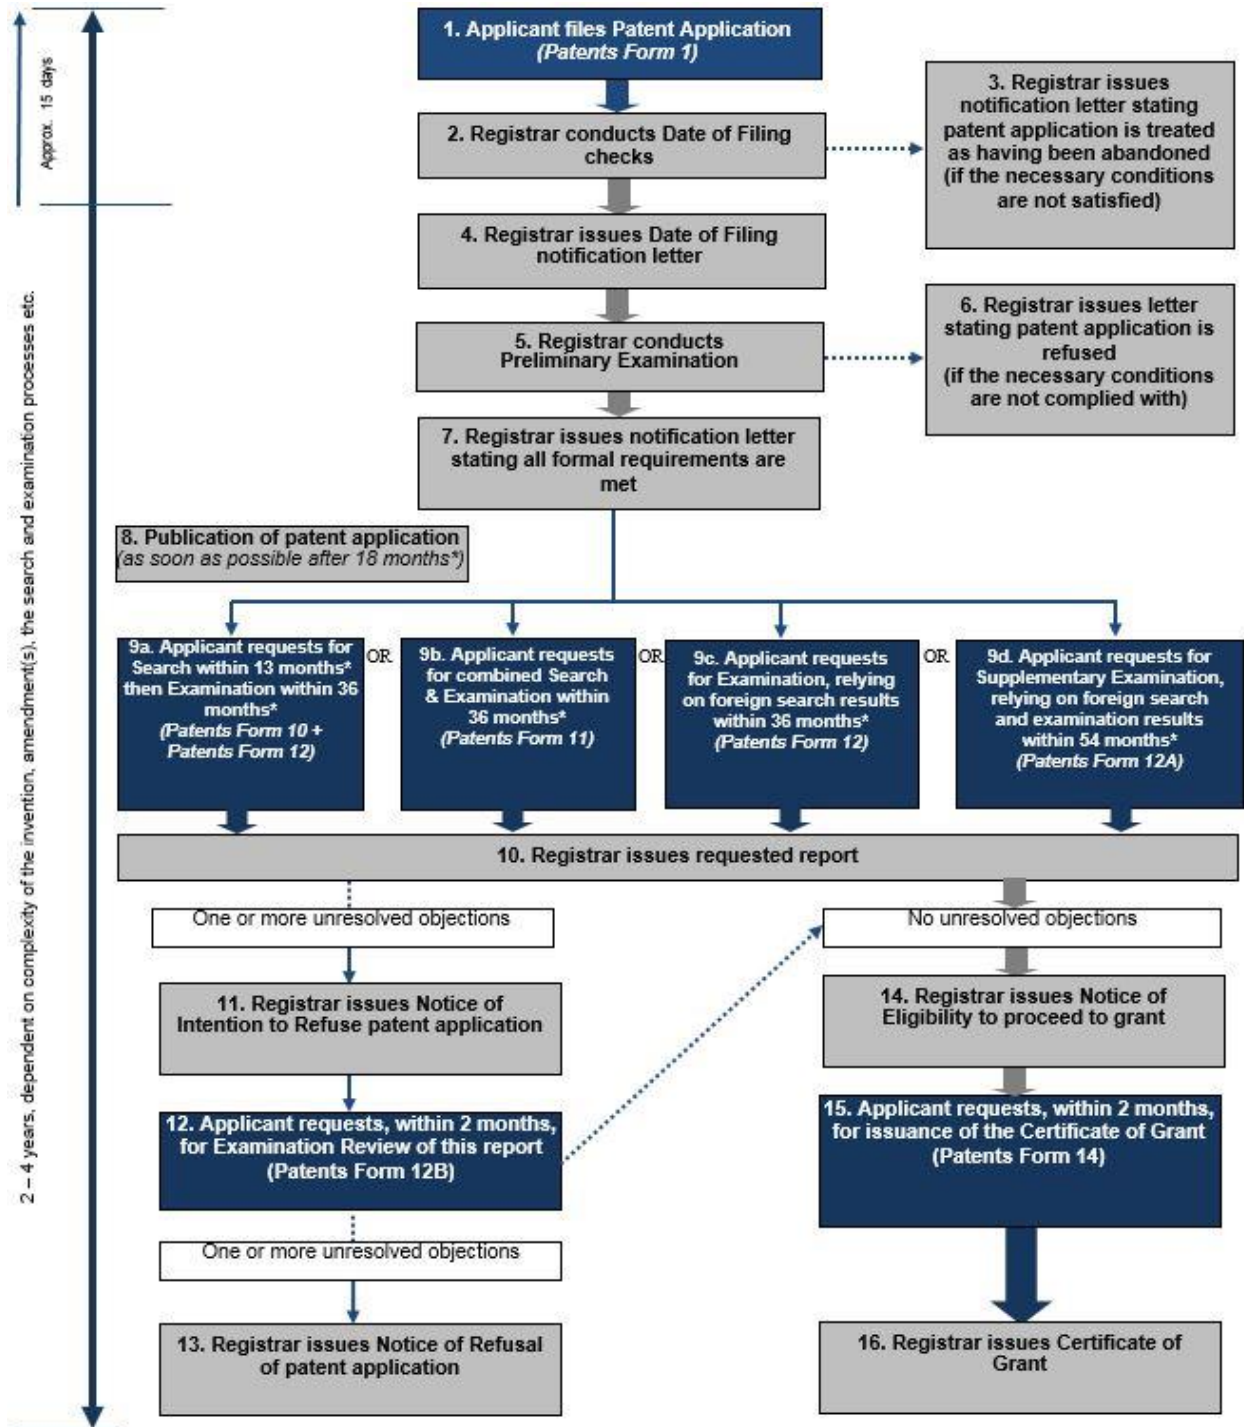 Approx. 15 days
2 – 4 years, dependent on complexity of the invention, amendment(s), the search and examination processes etc.
1. Applicant files Patent Application
(Patents Form 1)
2. Registrar conducts Date of Filing
checks
3. Registrar issues
notification letter stating
patent application is treated
as having been abandoned
(if the necessary conditions
are not satisfied)
4. Registrar issues Date of Filing
notification letter
5. Registrar conducts
Preliminary Examination
6. Registrar issues letter
stating patent application is
refused
(if the necessary conditions
are not complied with)
7. Registrar issues notification letter
stating all formal requirements are
met
8. Publication of patent application
(as soon as possible after 18 months*)
9a. Applicant requests for
Search within 13 months*
then Examination within 36
months*
(Patents Form 10 +
Patents Form 12)
OR
9b. Applicant requests
for combined Search
& Examination within
36 months*
(Patents Form 11)
OR
9c. Applicant requests
for Examination, relying
on foreign search results
within 36 months*
(Patents Form 12)
OR
9d. Applicant requests for
Supplementary Examination,
relying on foreign search
and examination results
within 54 months*
(Patents Form 12A)
10. Registrar issues requested report
One or more unresolved objections
No unresolved objections
11. Registrar issues Notice of
Intention to Refuse patent application
14. Registrar issues Notice of
Eligibility to proceed to grant
12. Applicant requests, within 2 months,
for Examination Review of this report
(Patents Form 12B)
15. Applicant requests, within 2 months,
for issuance of the Certificate of Grant
(Patents Form 14)
One or more unresolved objections
13. Registrar issues Notice of Refusal
of patent application
16. Registrar issues Certificate of
Grant